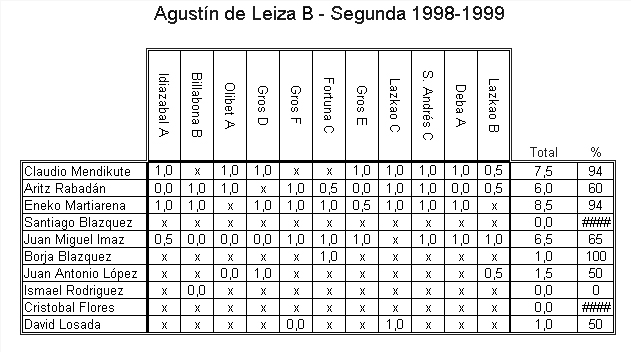 Agustín de Leiza B - Segunda 1998-1999
Idiazabal A Billabona B Olibet A Gros D Gros F Fortuna C Gros E Lazkao C S. Andrés C Deba A Lazkao B Total %
Claudio Mendikute 1,0 x 1,0 1,0 x x 1,0 1,0 1,0 1,0 0,5 7,5 94
Aritz Rabadán 0,0 1,0 1,0 x 1,0 0,5 0,0 1,0 1,0 0,0 0,5 6,0 60
Eneko Martiarena 1,0 1,0 x 1,0 1,0 1,0 0,5 1,0 1,0 1,0 x 8,5 94
Santiago Blazquez x x x x x x x x x x x 0,0 ####
Juan Miguel Imaz 0,5 0,0 0,0 0,0 1,0 1,0 1,0 x 1,0 1,0 1,0 6,5 65
Borja Blazquez x x x x x 1,0 x x x x x 1,0 100
Juan Antonio López x x 0,0 1,0 x x x x x x 0,5 1,5 50
Ismael Rodriguez x 0,0 x x x x x x x x x 0,0 0
Cristobal Flores x x x x x x x x x x x 0,0 ####
David Losada x x x x 0,0 x x 1,0 x x x 1,0 50